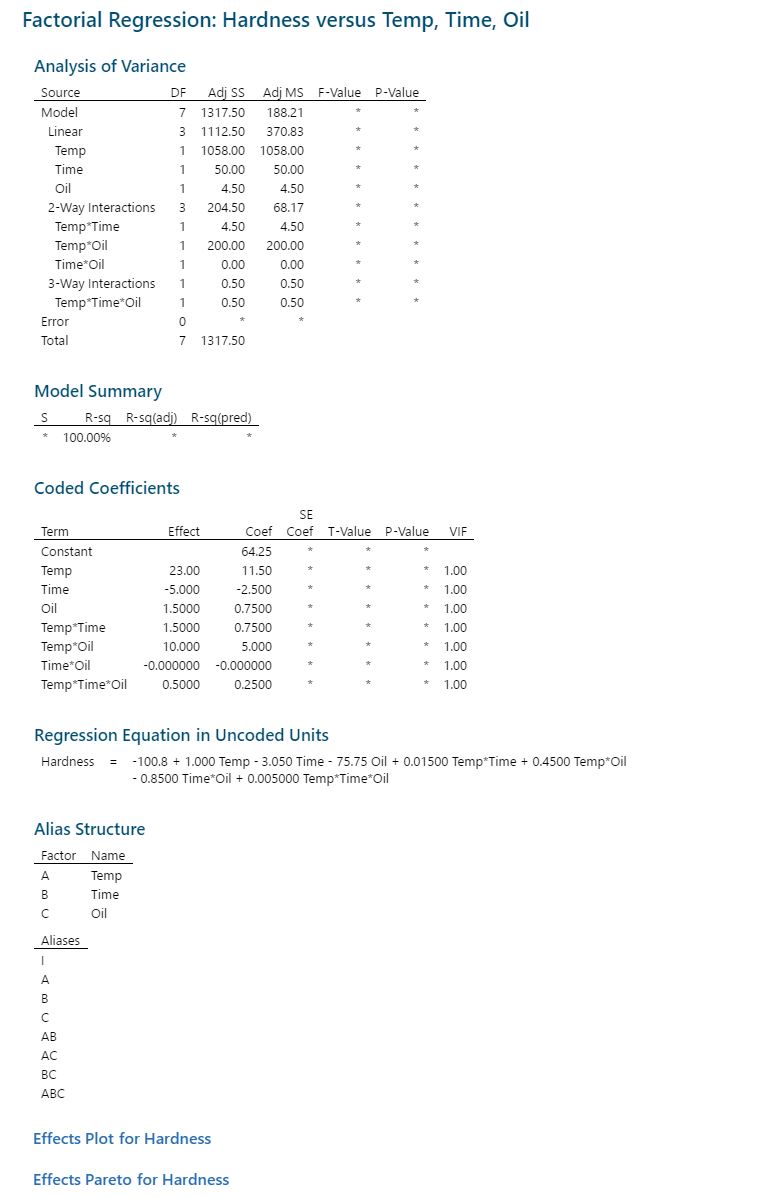 Factorial Regression: Hardness versus Temp, Time, Oil
Analysis of Variance
Source DF Adj SS Adj MS F-Value P-Value
Model 7 1317.50 188.21 * *
Linear 3 1112.50 370.83 * *
Temp 1 1058.00 1058.00 * *
Time 1 50.00 50.00 * *
Oil 1 4.50 4.50 * *
2-Way Interactions 3 204.50 68.17 * *
Temp*Time 1 4.50 4.50 * *
Temp*Oil 1 200.00 200.00 * *
Time*Oil 1 0.00 0.00 * *
3-Way Interactions 1 0.50 0.50 * *
Temp*Time*Oil 1 0.50 0.50 * *
Error 0 * *
Total 7 1317.50
Model Summary
S R-sq R-sq(adj) R-sq(pred)
* 100.00% * *
Coded Coefficients
SE
Term Effect Coef Coef T-Value P-Value VIF
Constant 64.25 * * *
Temp 23.00 11.50 * * * 1.00
Time -5.000 -2.500 * * * 1.00
Oil 1.5000 0.7500 * * * 1.00
Temp*Time 1.5000 0.7500 * * * 1.00
Temp*Oil 10.000 5.000 * * * 1.00
Time*Oil -0.000000 -0.000000 * * * 1.00
Temp*Time*Oil 0.5000 0.2500 * * * 1.00
Regression Equation in Uncoded Units
Hardness = -100.8 + 1.000 Temp - 3.050 Time - 75.75 Oil + 0.01500 Temp*Time + 0.4500 Temp*Oil
- 0.8500 Time*Oil + 0.005000 Temp*Time*Oil
Alias Structure
Factor Name
A Temp
B Time
C Oil
Aliases
I
A
B
C
AB
AC
BC
ABC
Effects Plot for Hardness
Effects Pareto for Hardness